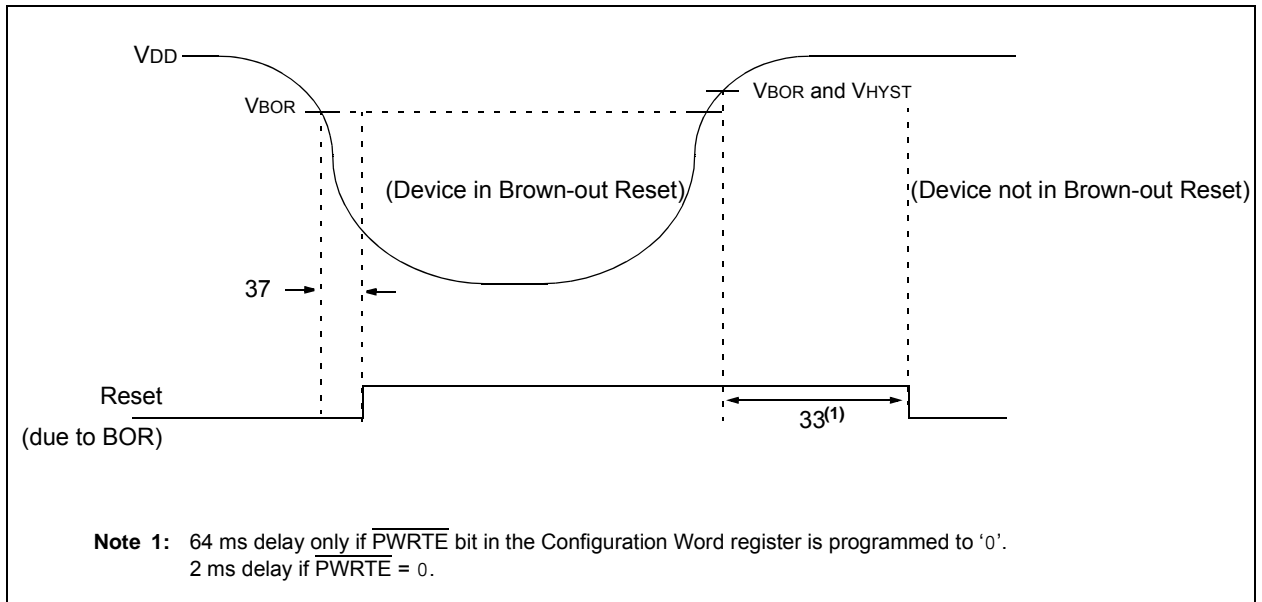 VDD
VBOR
VBOR and VHYST
(Device in Brown-out Reset)
(Device not in Brown-out Reset)
37
Reset
(due to BOR)
33(1)
Note 1: 64 ms delay only if PWRTE bit in the Configuration Word register is programmed to ‘0’.
2 ms delay if PWRTE = 0.